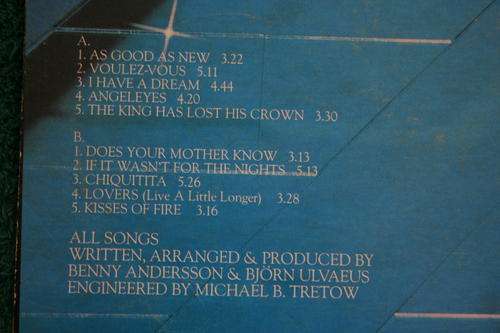 A.
1. AS GOOD AS NEW 3.22
2. VOULEZ-VOUS 5.11
3. I HAVE A DREAM 4.44
4. ANGELEYES 4.20
5. THE KING HAS LOST HIS CROWN 3.30
B.
1. DOES YOUR MOTHER KNOW 3.13
2. IF IT WASN'T FOR THE NIGHTS 5.13
3. CHIQUITITA 5.26
4. LOVERS (Live A Little Longer) 3.28
5. KISSES OF FIRE 3.16
ALL SONGS
WRITTEN, ARRANGED & PRODUCED BY
BENNY ANDERSSON & BJÖRN ULVAEUS
ENGINEERED BY MICHAEL B. TRETOW